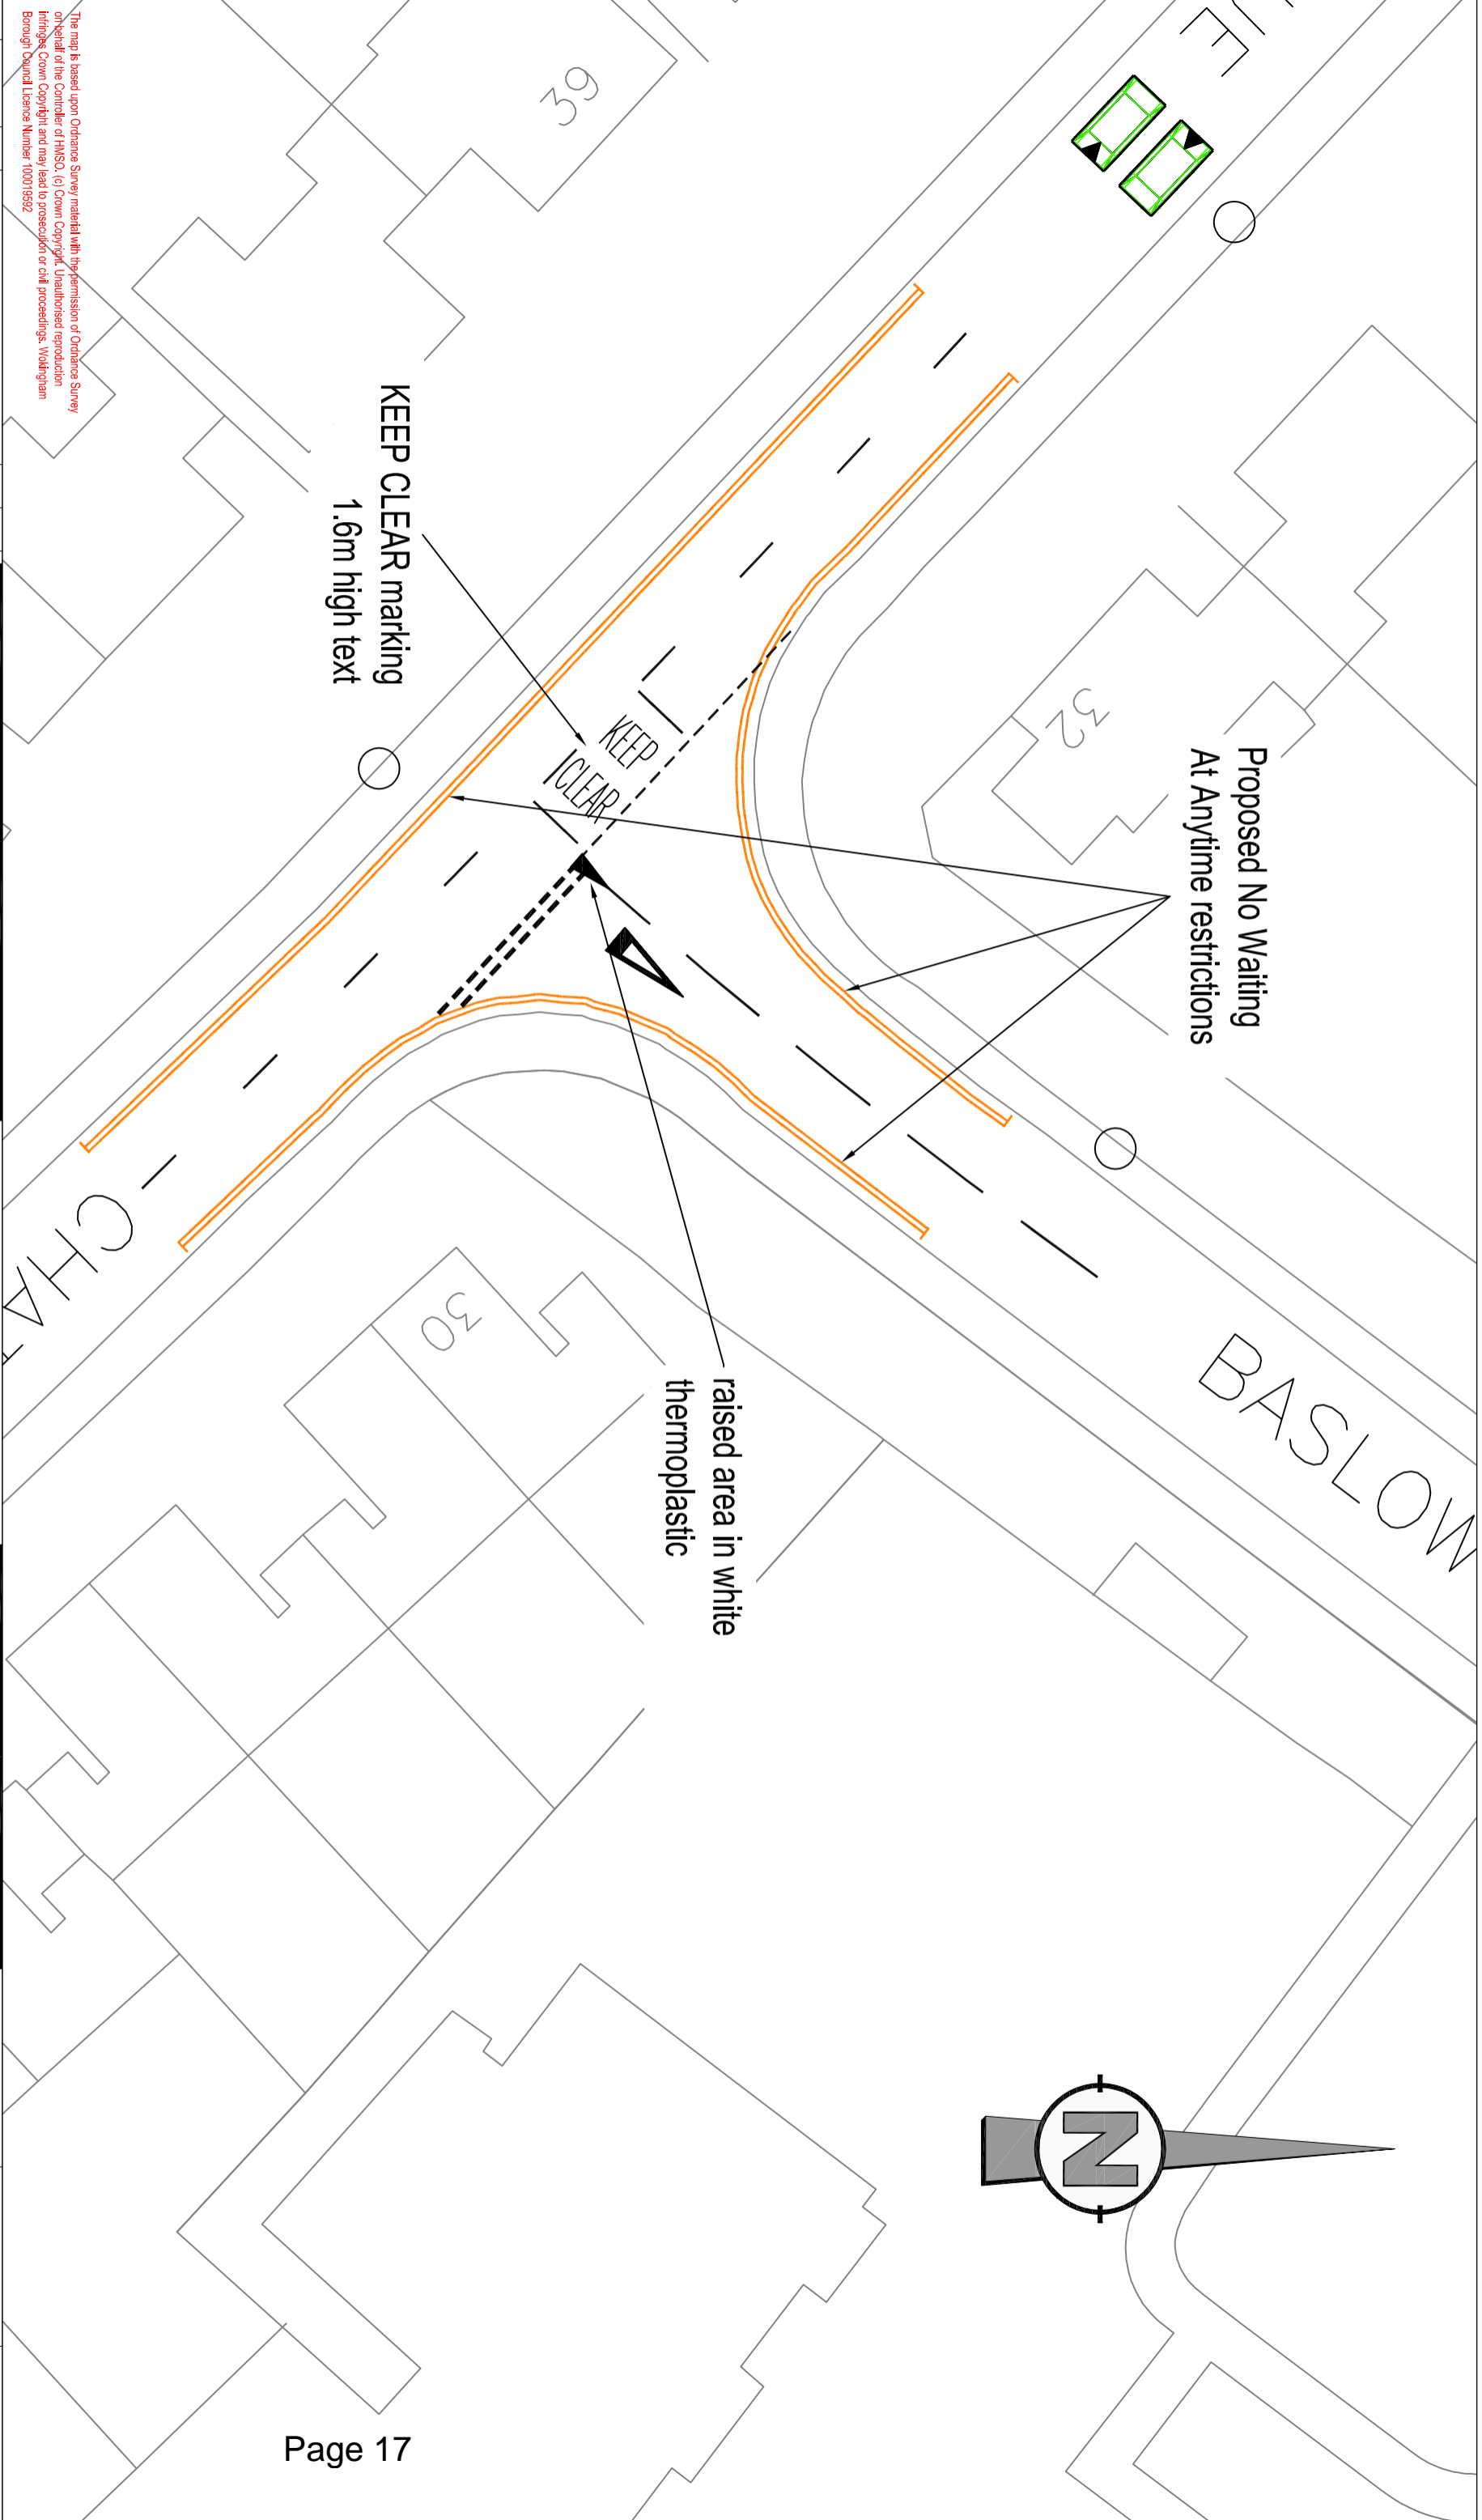 The map is based upon Ordnance Survey material with the permission of Ordnance Survey
on behalf of the Controller of HMSO. (c) Crown Copyright. Unauthorised reproduction
infringes Crown Copyright and may lead to prosecution or civil proceedings. Wokingham
Borough Council Licence Number 100019592
39
KEEP CLEAR marking
1.6m high text
KEEP
CLEAR
32
Proposed No Waiting
At Anytime restrictions
30
raised area in white
thermoplastic
BASLOW
CHAT
N
Page 17